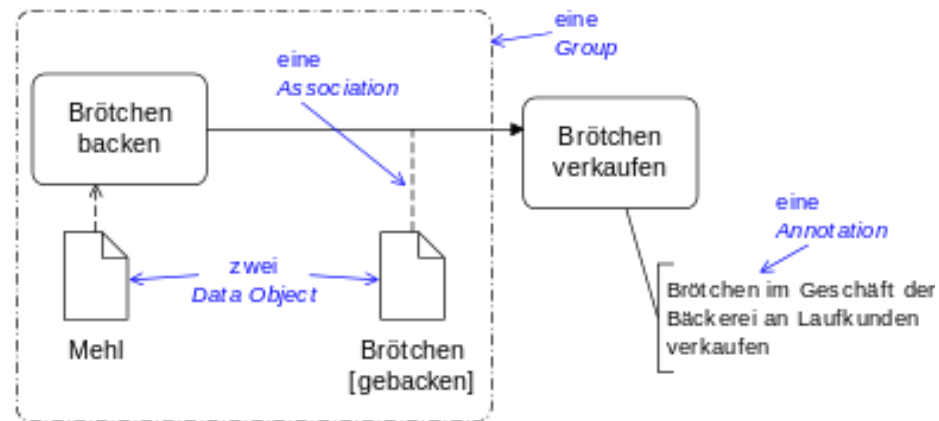 eine
Group
eine
Association
Brötchen
backen
Brötchen
verkaufen
eine
Annotation
zwei
Data Object
Brötchen im Geschäft der
Bäckerei an Laufkunden
verkaufen
Mehl
Brötchen
[gebacken]